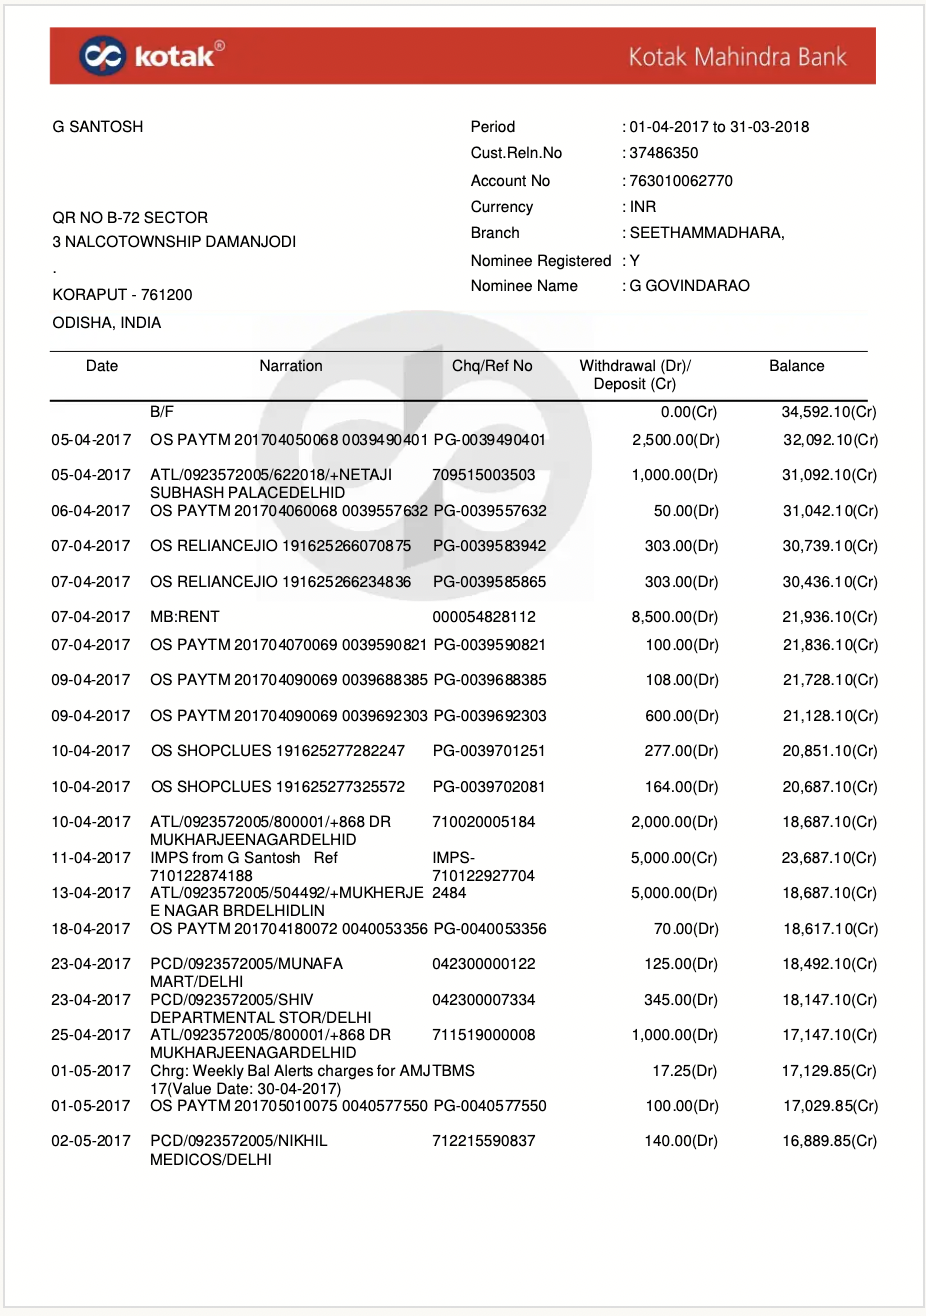 kotak®
Kotak Mahindra Bank
G SANTOSH
QR NO B-72 SECTOR
3 NALCOTOWNSHIP DAMANJODI
.
KORAPUT - 761200
ODISHA, INDIA
Period : 01-04-2017 to 31-03-2018
Cust.Reln.No : 37486350
Account No : 763010062770
Currency : INR
Branch : SEETHAMMADHARA,
Nominee Registered : Y
Nominee Name : G GOVINDARAO
Date Narration Chq/Ref No Withdrawal (Dr)/ Balance
Deposit (Cr)
B/F 0.00(Cr) 34,592.10(Cr)
05-04-2017 OS PAYTM 201704050068 0039490401 PG-0039490401 2,500.00(Dr) 32,092.10(Cr)
05-04-2017 ATL/0923572005/622018/+NETAJI 709515003503 1,000.00(Dr) 31,092.10(Cr)
SUBHASH PALACEDELHID
06-04-2017 OS PAYTM 201704060068 0039557632 PG-0039557632 50.00(Dr) 31,042.10(Cr)
07-04-2017 OS RELIANCEJIO 191625266070875 PG-0039583942 303.00(Dr) 30,739.10(Cr)
07-04-2017 OS RELIANCEJIO 191625266234836 PG-0039585865 303.00(Dr) 30,436.10(Cr)
07-04-2017 MB:RENT 000054828112 8,500.00(Dr) 21,936.10(Cr)
07-04-2017 OS PAYTM 201704070069 0039590821 PG-0039590821 100.00(Dr) 21,836.10(Cr)
09-04-2017 OS PAYTM 201704090069 0039688385 PG-0039688385 108.00(Dr) 21,728.10(Cr)
09-04-2017 OS PAYTM 201704090069 0039692303 PG-0039692303 600.00(Dr) 21,128.10(Cr)
10-04-2017 OS SHOPCLUES 191625277282247 PG-0039701251 277.00(Dr) 20,851.10(Cr)
10-04-2017 OS SHOPCLUES 191625277325572 PG-0039702081 164.00(Dr) 20,687.10(Cr)
10-04-2017 ATL/0923572005/800001/+868 DR 710020005184 2,000.00(Dr) 18,687.10(Cr)
MUKHARJEENAGARDELHID
11-04-2017 IMPS from G Santosh Ref IMPS- 5,000.00(Cr) 23,687.10(Cr)
710122874188 710122927704
13-04-2017 ATL/0923572005/504492/+MUKHERJE 2484 5,000.00(Dr) 18,687.10(Cr)
E NAGAR BRDELHIDLIN
18-04-2017 OS PAYTM 201704180072 0040053356 PG-0040053356 70.00(Dr) 18,617.10(Cr)
23-04-2017 PCD/0923572005/MUNAFA 042300000122 125.00(Dr) 18,492.10(Cr)
MART/DELHI
23-04-2017 PCD/0923572005/SHIV 042300007334 345.00(Dr) 18,147.10(Cr)
DEPARTMENTAL STOR/DELHI
25-04-2017 ATL/0923572005/800001/+868 DR 711519000008 1,000.00(Dr) 17,147.10(Cr)
MUKHARJEENAGARDELHID
01-05-2017 Chrg: Weekly Bal Alerts charges for AMJTBMS 17.25(Dr) 17,129.85(Cr)
17(Value Date: 30-04-2017)
01-05-2017 OS PAYTM 201705010075 0040577550 PG-0040577550 100.00(Dr) 17,029.85(Cr)
02-05-2017 PCD/0923572005/NIKHIL 712215590837 140.00(Dr) 16,889.85(Cr)
MEDICOS/DELHI